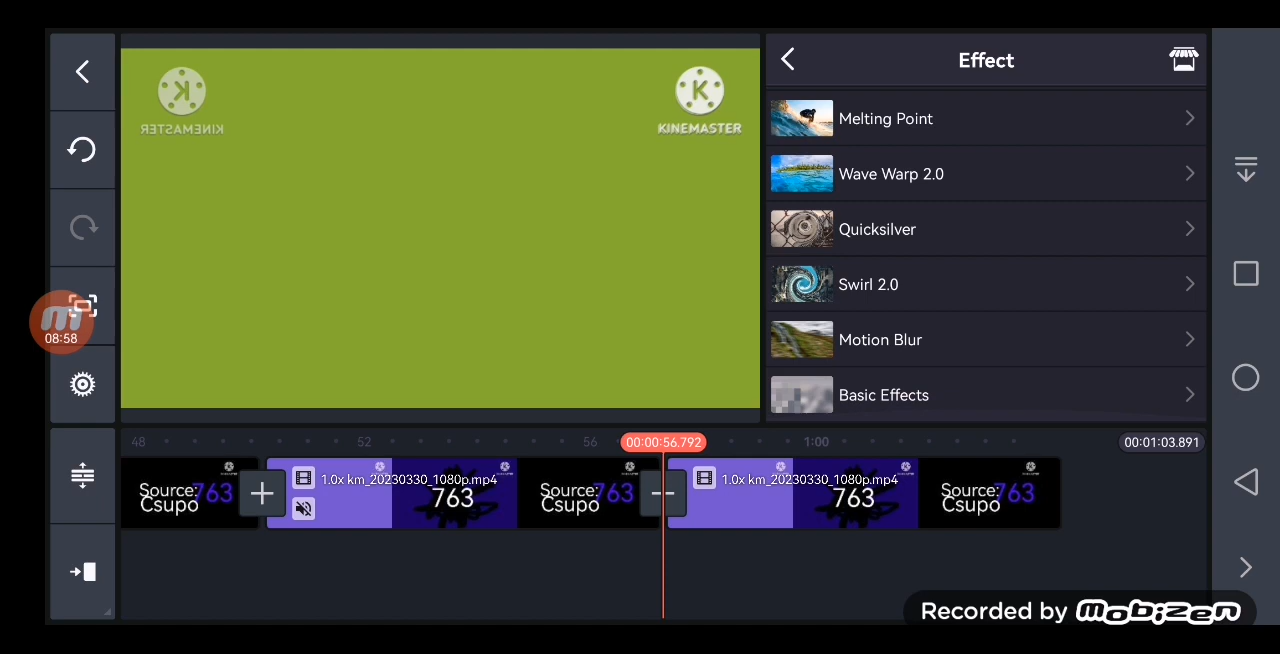 KINEMASTER
KINEMASTER
Effect
Melting Point
Wave Warp 2.0
Quicksilver
Swirl 2.0
Motion Blur
Basic Effects
08:58
48
52
56
00:00:56.792
1:00
00:01:03.891
Source:763
Csupo
1.0x km_20230330_1080p.mp4
763
Source:763
Csupo
1.0x km_20230330_1080p.mp4
763
Source:763
Csupo
Recorded by mobizen